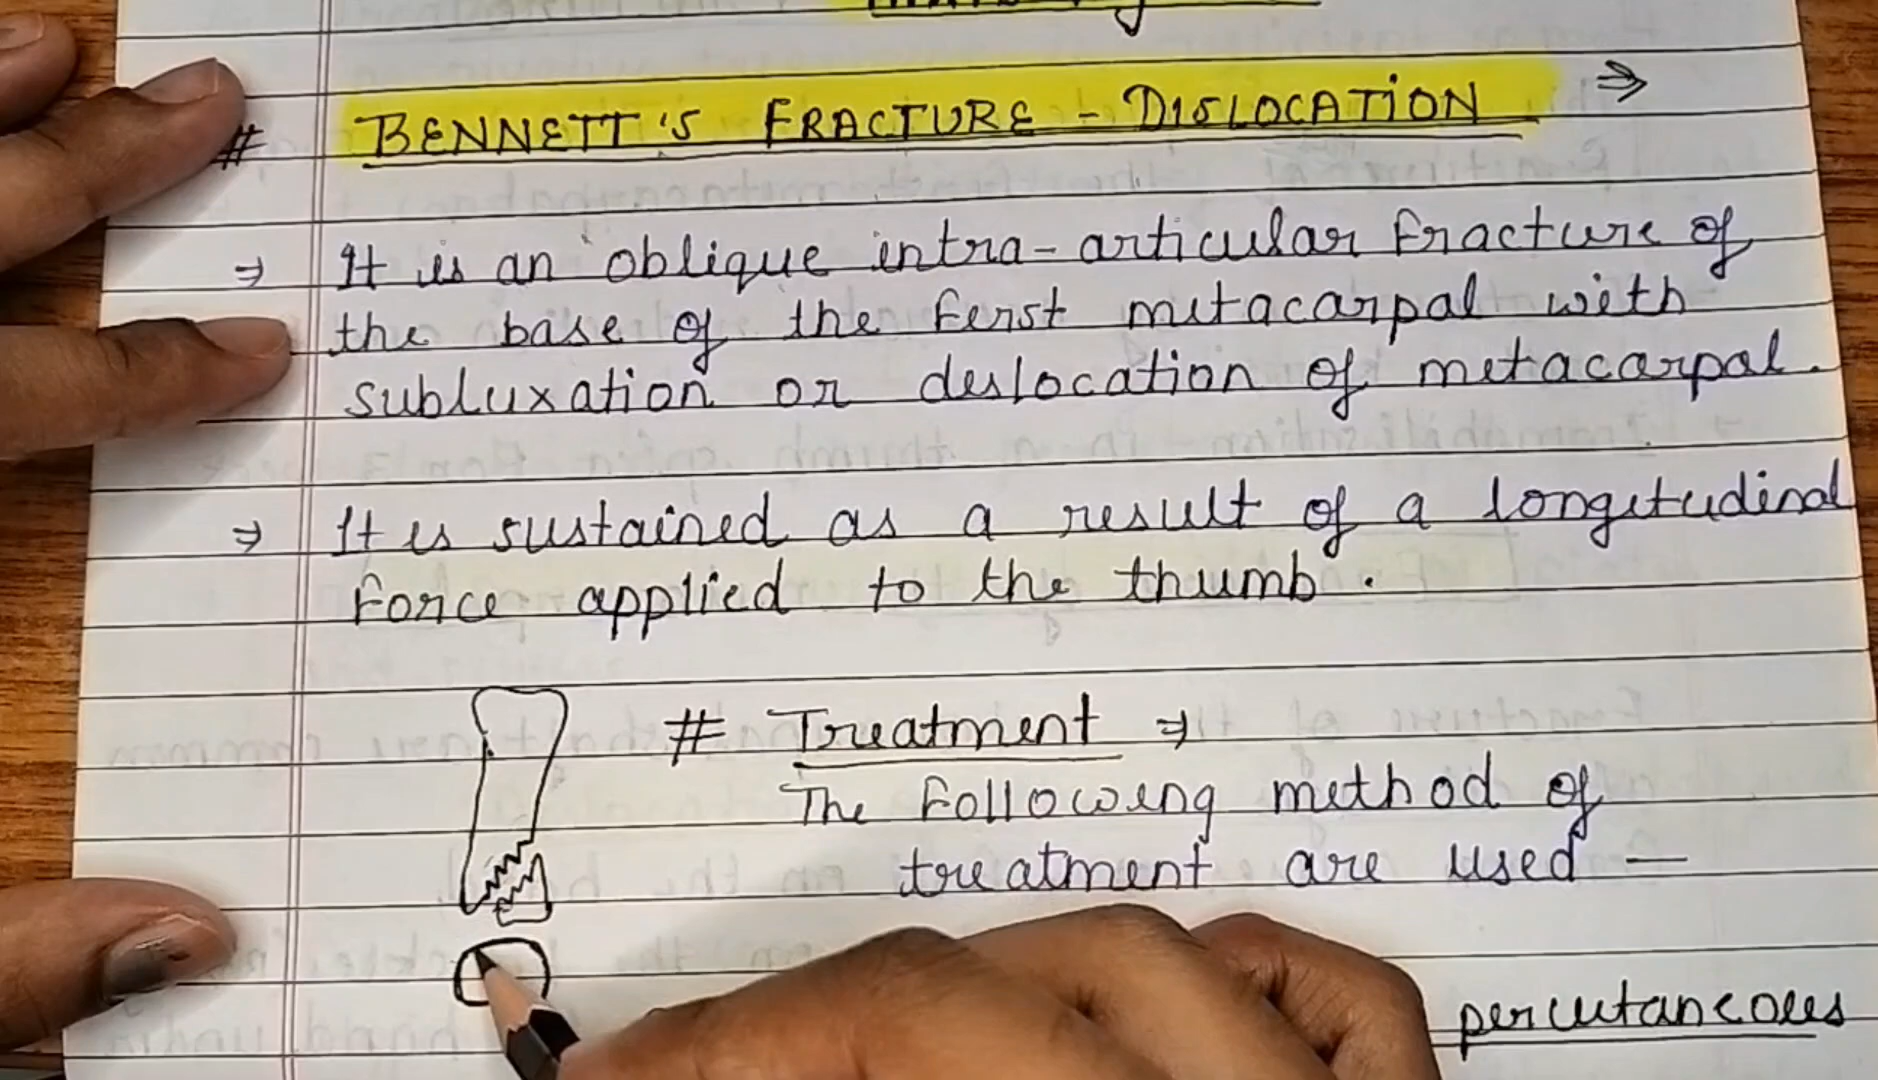 # BENNETT'S FRACTURE - DISLOCATION ⇒
⇒ It is an oblique intra-articular fracture of
the base of the first metacarpal with
subluxation or dislocation of metacarpal.
⇒ It is sustained as a result of a longitudinal
force applied to the thumb.
# Treatment ⇒
The following method of
treatment are used —
percutaneous